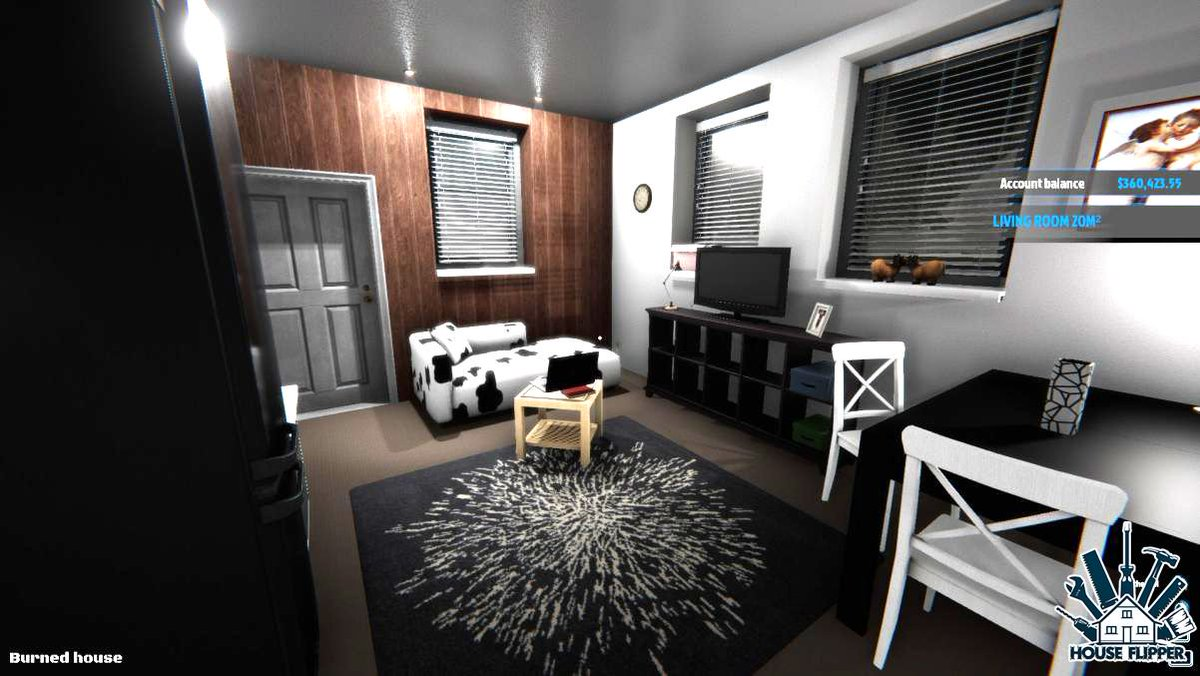 Account balance $360,423.55
LIVING ROOM 20M²
Burned house
HOUSE FLIPPER